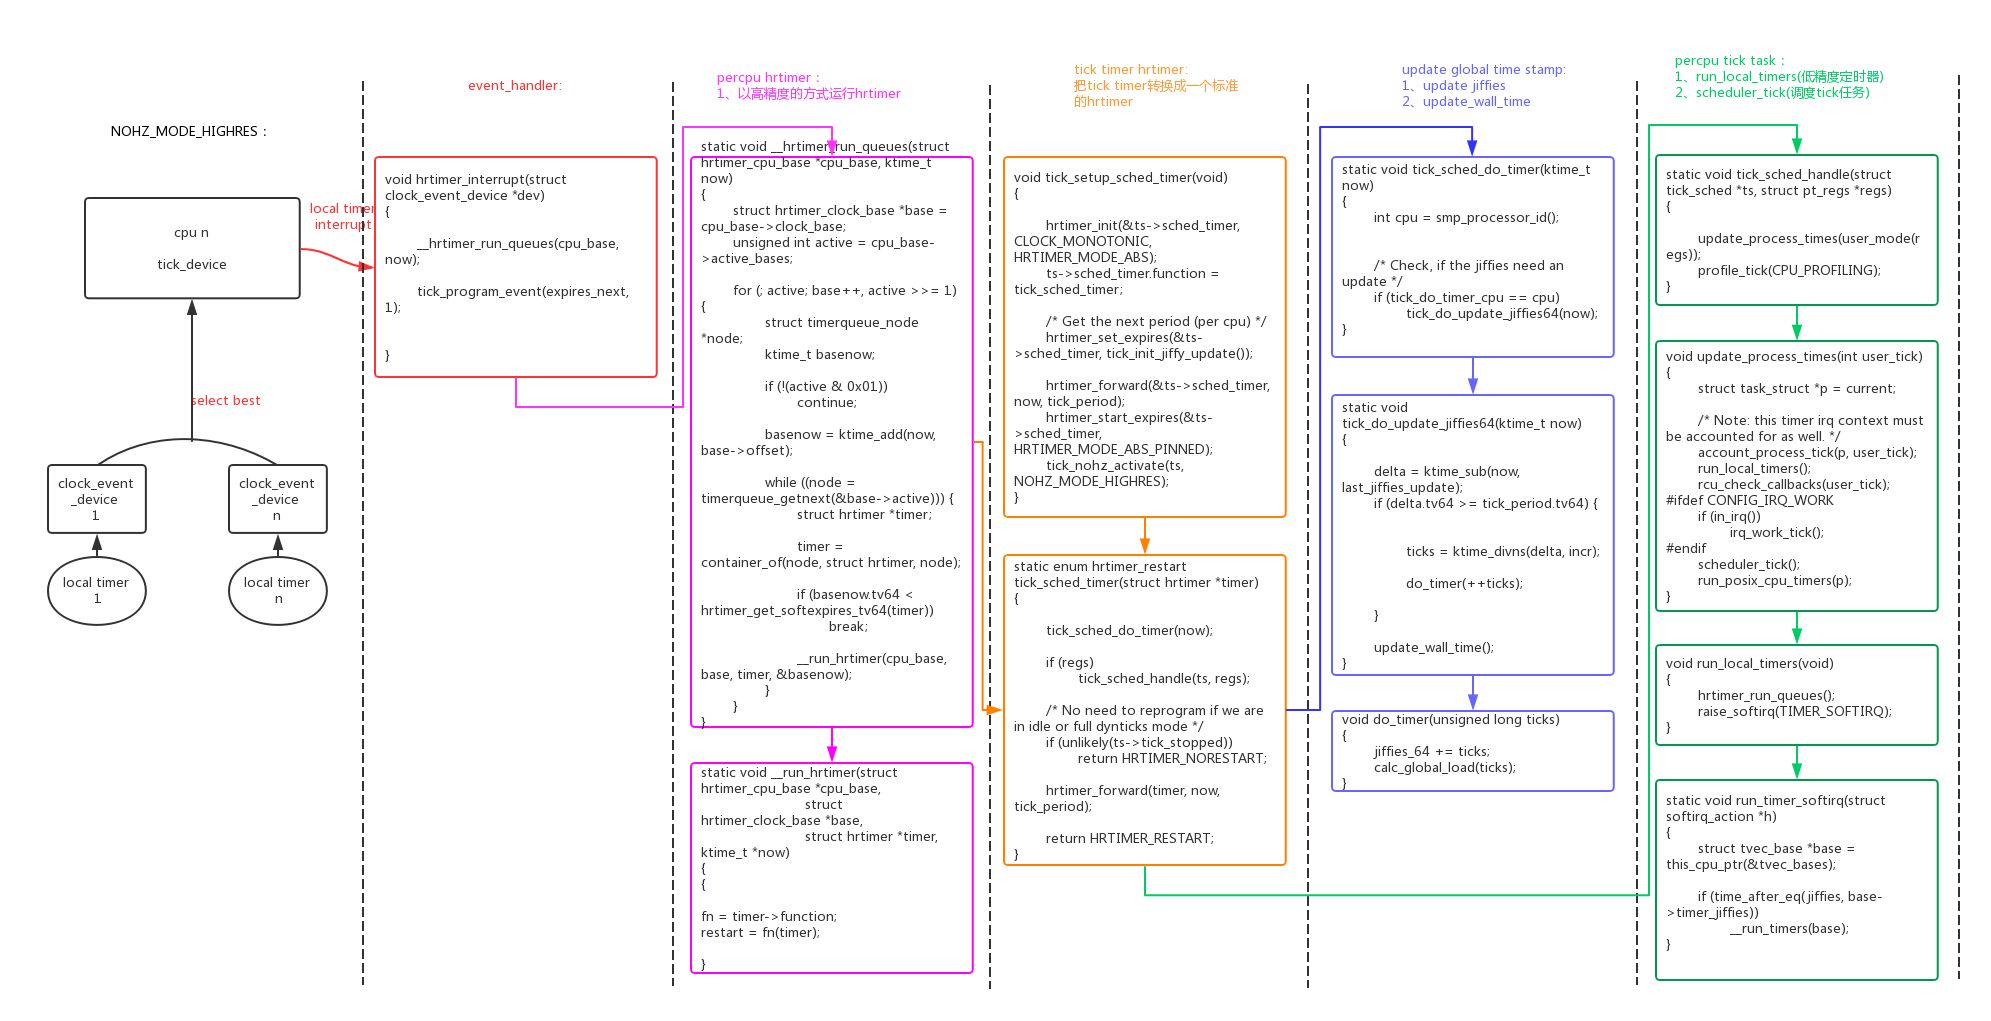 NOHZ_MODE_HIGHRES：
cpu n
tick_device
local timer
interrupt
select best
clock_event
_device
1
clock_event
_device
n
local timer
1
local timer
n
event_handler:
void hrtimer_interrupt(struct
clock_event_device *dev)
{
__hrtimer_run_queues(cpu_base,
now);
tick_program_event(expires_next,
1);
}
percpu hrtimer：
1、以高精度的方式运行hrtimer
static void __hrtimer_run_queues(struct
hrtimer_cpu_base *cpu_base, ktime_t
now)
{
struct hrtimer_clock_base *base =
cpu_base->clock_base;
unsigned int active = cpu_base-
>active_bases;
for (; active; base++, active >>= 1)
{
struct timerqueue_node
*node;
ktime_t basenow;
if (!(active & 0x01))
continue;
basenow = ktime_add(now,
base->offset);
while ((node =
timerqueue_getnext(&base->active))) {
struct hrtimer *timer;
timer =
container_of(node, struct hrtimer, node);
if (basenow.tv64 <
hrtimer_get_softexpires_tv64(timer))
break;
__run_hrtimer(cpu_base,
base, timer, &basenow);
}
}
}
static void __run_hrtimer(struct
hrtimer_cpu_base *cpu_base,
struct
hrtimer_clock_base *base,
struct hrtimer *timer,
ktime_t *now)
{
{
fn = timer->function;
restart = fn(timer);
}
tick timer hrtimer:
把tick timer转换成一个标准
的hrtimer
void tick_setup_sched_timer(void)
{
hrtimer_init(&ts->sched_timer,
CLOCK_MONOTONIC,
HRTIMER_MODE_ABS);
ts->sched_timer.function =
tick_sched_timer;
/* Get the next period (per cpu) */
hrtimer_set_expires(&ts-
>sched_timer, tick_init_jiffy_update());
hrtimer_forward(&ts->sched_timer,
now, tick_period);
hrtimer_start_expires(&ts-
>sched_timer,
HRTIMER_MODE_ABS_PINNED);
tick_nohz_activate(ts,
NOHZ_MODE_HIGHRES);
}
static enum hrtimer_restart
tick_sched_timer(struct hrtimer *timer)
{
tick_sched_do_timer(now);
if (regs)
tick_sched_handle(ts, regs);
/* No need to reprogram if we are
in idle or full dynticks mode */
if (unlikely(ts->tick_stopped))
return HRTIMER_NORESTART;
hrtimer_forward(timer, now,
tick_period);
return HRTIMER_RESTART;
}
update global time stamp:
1、update jiffies
2、update_wall_time
static void tick_sched_do_timer(ktime_t
now)
{
int cpu = smp_processor_id();
/* Check, if the jiffies need an
update */
if (tick_do_timer_cpu == cpu)
tick_do_update_jiffies64(now);
}
static void
tick_do_update_jiffies64(ktime_t now)
{
delta = ktime_sub(now,
last_jiffies_update);
if (delta.tv64 >= tick_period.tv64) {
ticks = ktime_divns(delta, incr);
do_timer(++ticks);
}
update_wall_time();
}
void do_timer(unsigned long ticks)
{
jiffies_64 += ticks;
calc_global_load(ticks);
}
percpu tick task：
1、run_local_timers(低精度定时器)
2、scheduler_tick(调度tick任务)
static void tick_sched_handle(struct
tick_sched *ts, struct pt_regs *regs)
{
update_process_times(user_mode(r
egs));
profile_tick(CPU_PROFILING);
}
void update_process_times(int user_tick)
{
struct task_struct *p = current;
/* Note: this timer irq context must
be accounted for as well. */
account_process_tick(p, user_tick);
run_local_timers();
rcu_check_callbacks(user_tick);
#ifdef CONFIG_IRQ_WORK
if (in_irq())
irq_work_tick();
#endif
scheduler_tick();
run_posix_cpu_timers(p);
}
void run_local_timers(void)
{
hrtimer_run_queues();
raise_softirq(TIMER_SOFTIRQ);
}
static void run_timer_softirq(struct
softirq_action *h)
{
struct tvec_base *base =
this_cpu_ptr(&tvec_bases);
if (time_after_eq(jiffies, base-
>timer_jiffies))
__run_timers(base);
}